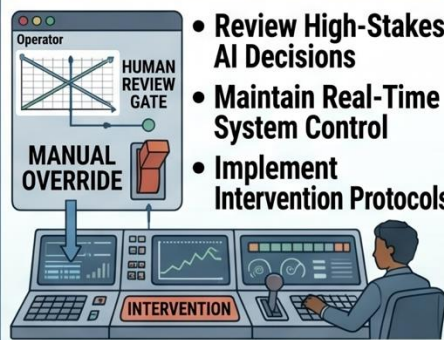 Operator
HUMAN
REVIEW
GATE
MANUAL
OVERRIDE
INTERVENTION
• Review High-Stakes
AI Decisions
• Maintain Real-Time
System Control
• Implement
Intervention Protocols